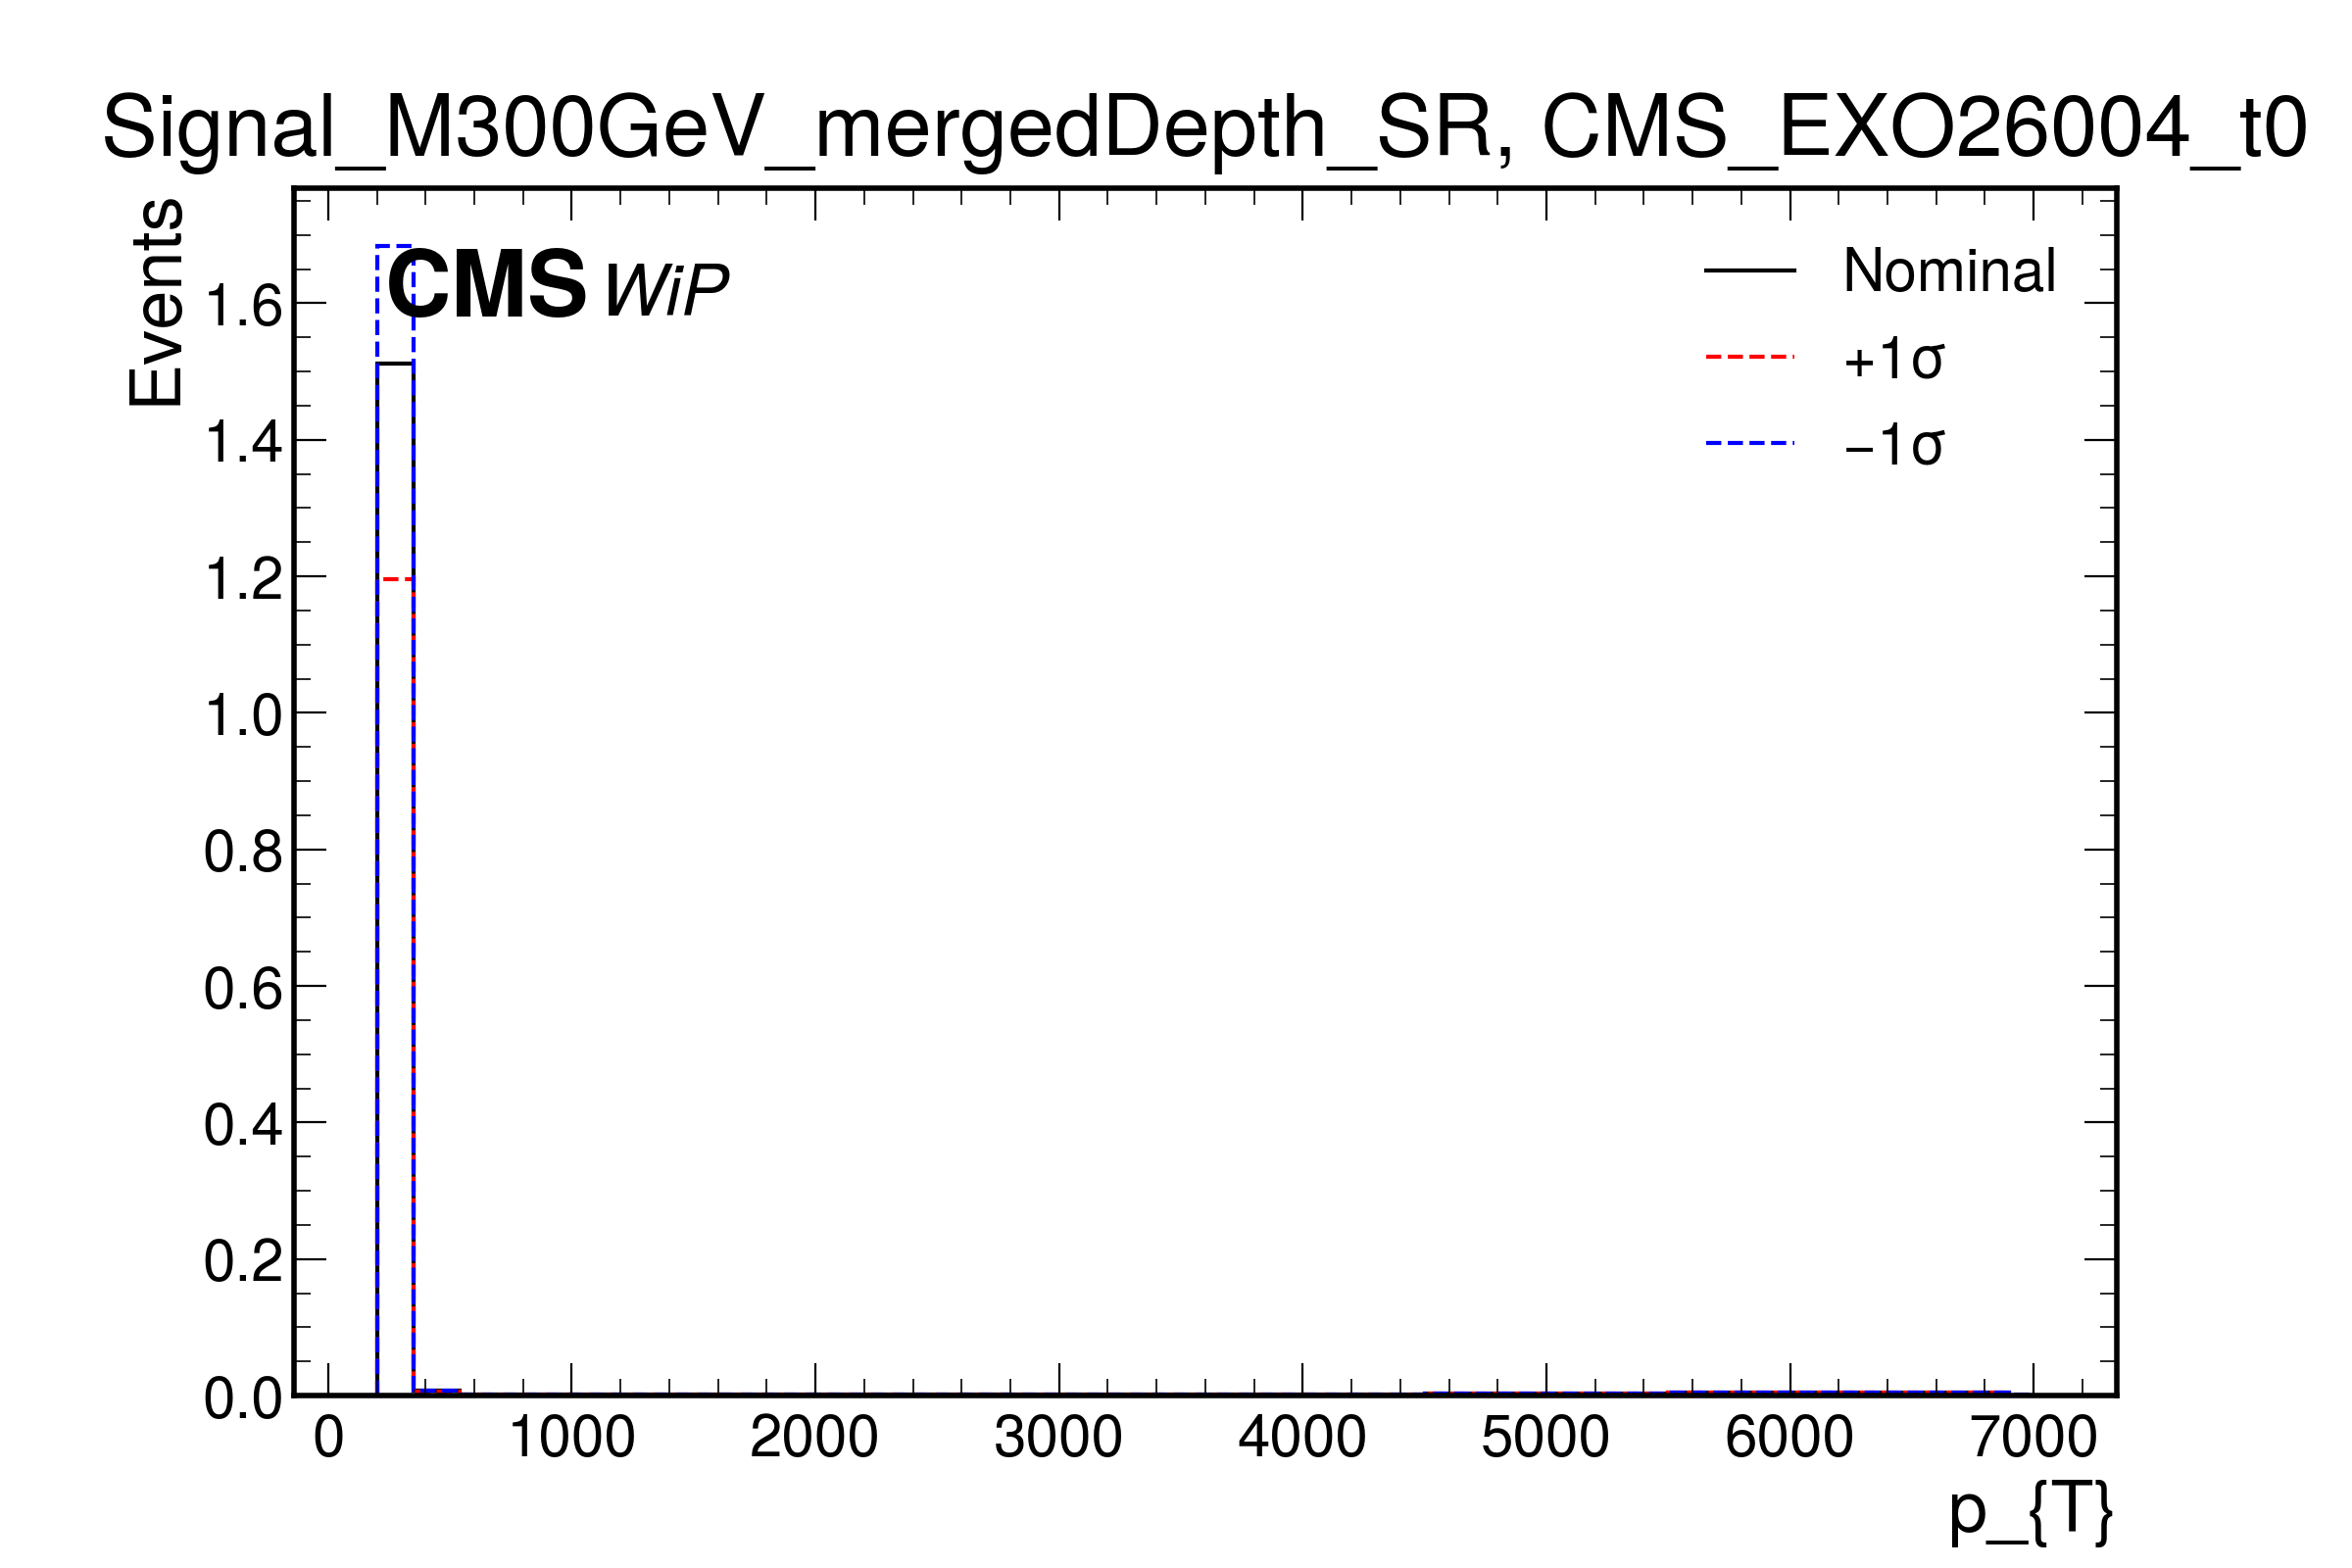 Signal_M300GeV_mergedDepth_SR, CMS_EXO26004_t0
Events
CMS WiP
Nominal
+1σ
−1σ
1.6
1.4
1.2
1.0
0.8
0.6
0.4
0.2
0.0
0 1000 2000 3000 4000 5000 6000 7000
p_{T}